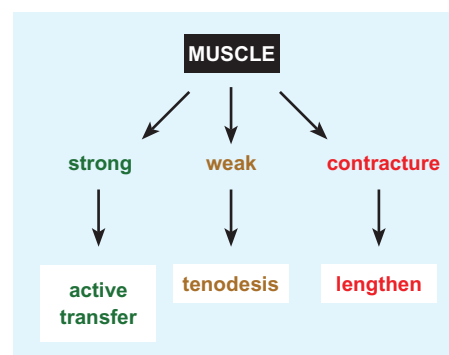 MUSCLE
strong
weak
contracture
active
transfer
tenodesis
lengthen